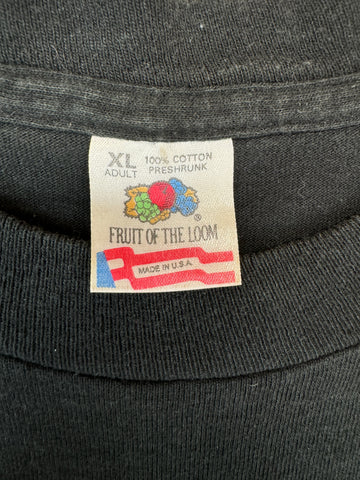 XL 100% COTTON
ADULT PRESHRUNK
®
FRUIT OF THE LOOM
MADE IN U.S.A.